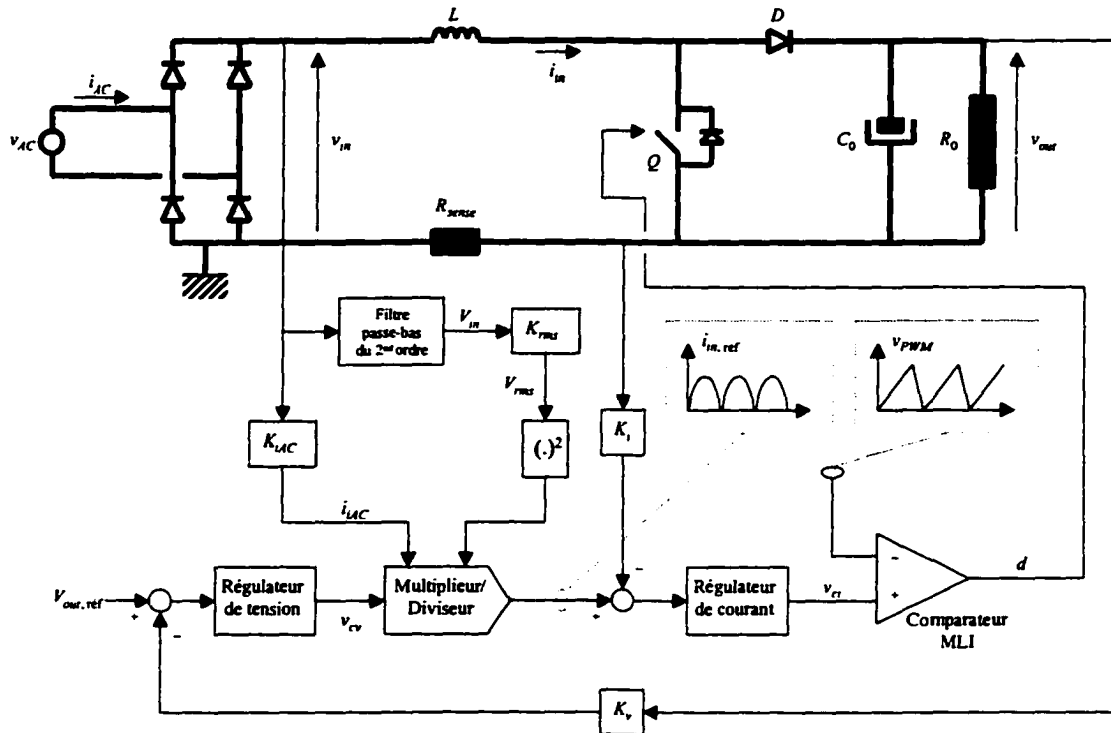 L
D
i_AC
i_in
v_AC
v_in
Q
C_0
R_0
v_out
R_sense
Filtre
passe-bas
du 2nd ordre
V_in
K_rms
V_rms
i_in, ref
v_PWM
K_iAC
(.)²
K_i
i_iAC
V_out, réf
+
-
Régulateur
de tension
v_cv
Multiplieur/
Diviseur
+
-
Régulateur
de courant
v_ci
-
+
d
Comparateur
MLI
K_v